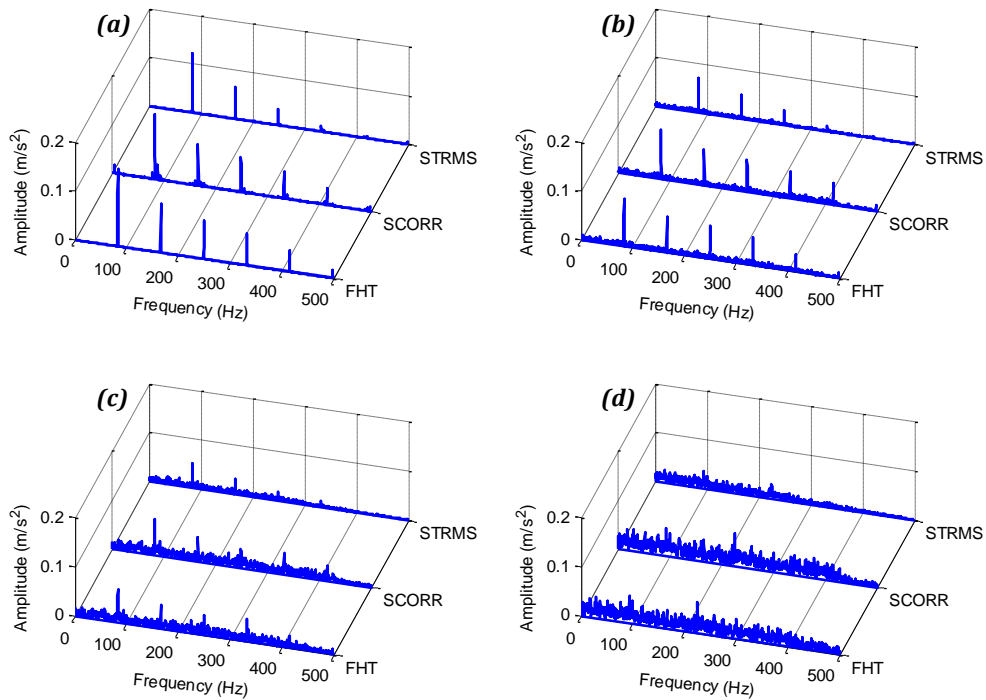 (a)
0.2
0.1
0
Amplitude (m/s²)
0
100
200
300
400
500
Frequency (Hz)
FHT
SCORR
STRMS
(b)
0.2
0.1
0
Amplitude (m/s²)
0
100
200
300
400
500
Frequency (Hz)
FHT
SCORR
STRMS
(c)
0.2
0.1
0
Amplitude (m/s²)
0
100
200
300
400
500
Frequency (Hz)
FHT
SCORR
STRMS
(d)
0.2
0.1
0
Amplitude (m/s²)
0
100
200
300
400
500
Frequency (Hz)
FHT
SCORR
STRMS